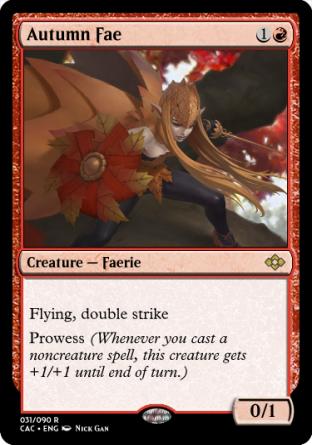 Autumn Fae 1
Creature — Faerie
Flying, double strike
Prowess (Whenever you cast a
noncreature spell, this creature gets
+1/+1 until end of turn.)
0/1
031/090 R
CAC • ENG Nick Gan